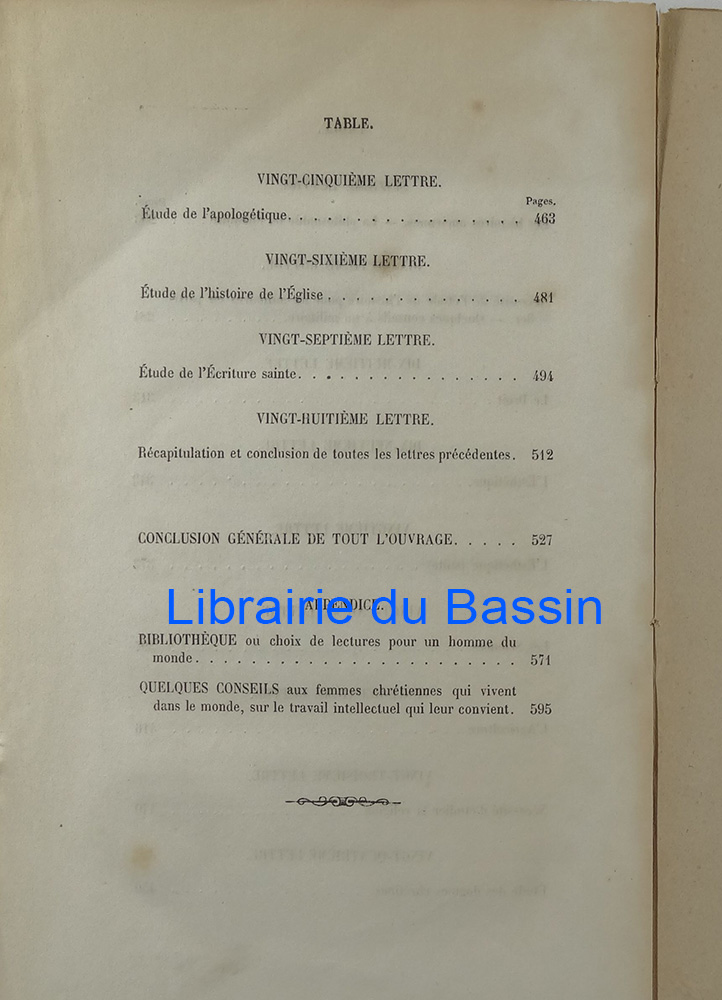 TABLE.
VINGT-CINQUIÈME LETTRE.
Pages.
Étude de l'apologétique. . . . . . . . . . . . . . . . 463
VINGT-SIXIÈME LETTRE.
Étude de l'histoire de l'Église. . . . . . . . . . . . . . 481
VINGT-SEPTIÈME LETTRE.
Étude de l'Écriture sainte. . . . . . . . . . . . . . . 494
VINGT-HUITIÈME LETTRE.
Récapitulation et conclusion de toutes les lettres précédentes. 512
CONCLUSION GÉNÉRALE DE TOUT L'OUVRAGE. . . . . 527
APPENDICE.
Librairie du Bassin
BIBLIOTHÈQUE ou choix de lectures pour un homme du
monde. . . . . . . . . . . . . . . . . . . . . . . . 571
QUELQUES CONSEILS aux femmes chrétiennes qui vivent
dans le monde, sur le travail intellectuel qui leur convient. 595